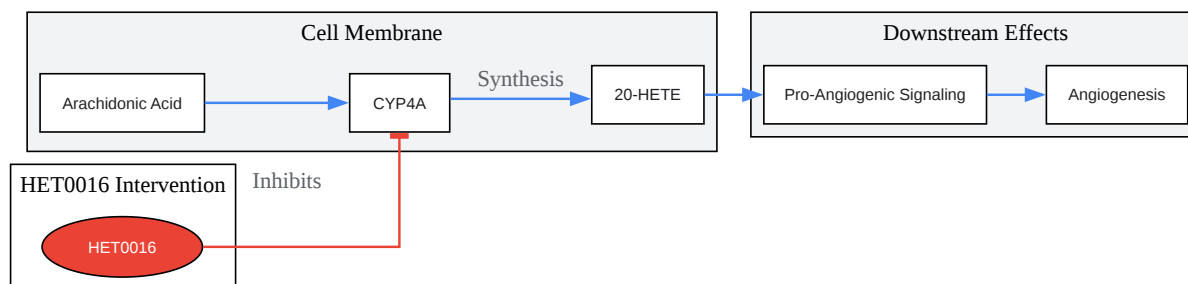 Cell Membrane
Downstream Effects
Arachidonic Acid
CYP4A
Synthesis
20-HETE
Pro-Angiogenic Signaling
Angiogenesis
HET0016 Intervention
Inhibits
HET0016